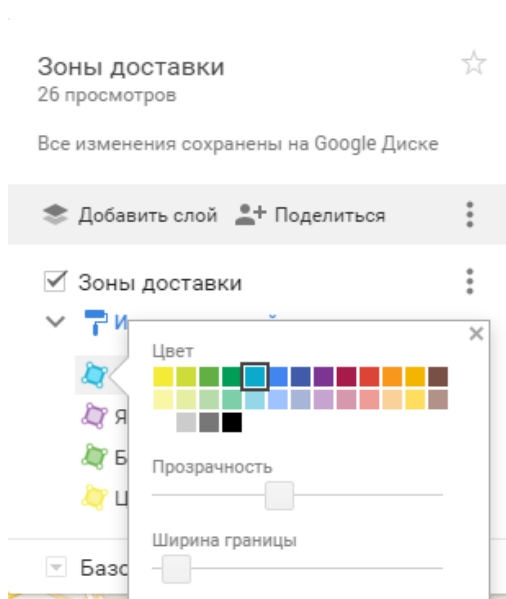 Зоны доставки
26 просмотров
Все изменения сохранены на Google Диске
Добавить слой Поделиться
Зоны доставки
Цвет
Прозрачность
Ширина границы